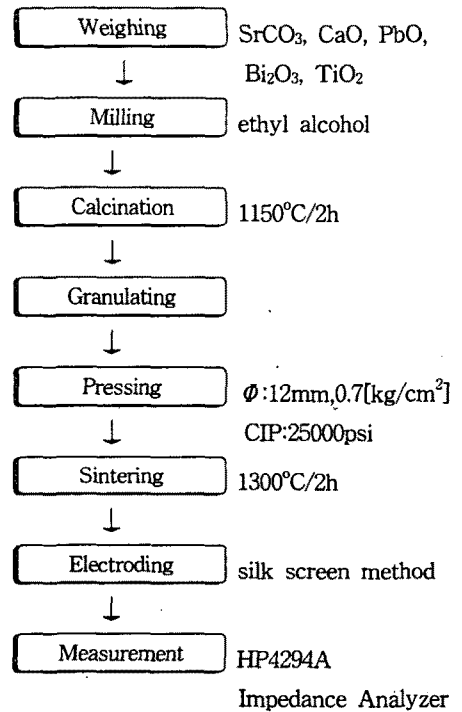 Weighing
SrCO₃, CaO, PbO,
Bi₂O₃, TiO₂
Milling
ethyl alcohol
Calcination
1150°C/2h
Granulating
Pressing
Φ:12mm,0.7[kg/cm²]
CIP:25000psi
Sintering
1300°C/2h
Electroding
silk screen method
Measurement
HP4294A
Impedance Analyzer